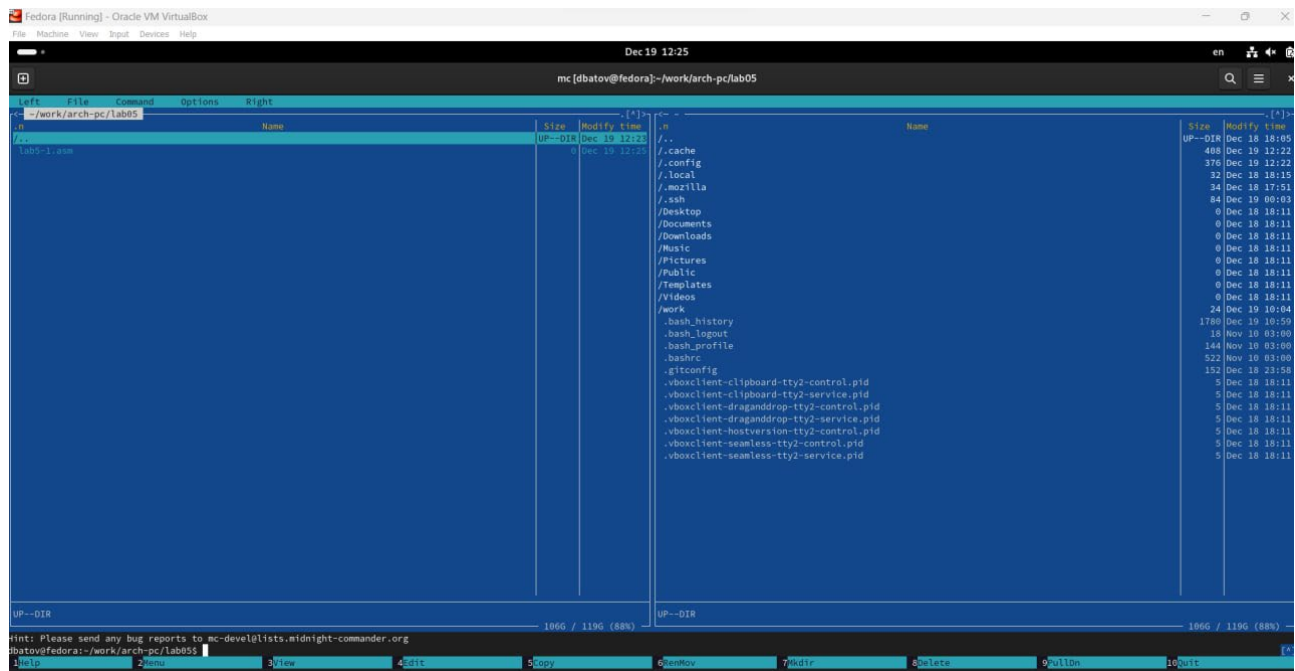 Fedora [Running] - Oracle VM VirtualBox
File Machine View Input Devices Help
Dec 19 12:25 en
mc [dbatov@fedora]:~/work/arch-pc/lab05
Left File Command Options Right
<- ~/work/arch-pc/lab05 .[^]>
.n Name Size Modify time
/.. UP--DIR Dec 19 12:23
lab5-1.asm 0 Dec 19 12:25
UP--DIR
106G / 119G (88%)
<- ~ .[^]>
.n Name Size Modify time
/.. UP--DIR Dec 18 18:05
/.cache 408 Dec 19 12:22
/.config 376 Dec 19 12:22
/.local 32 Dec 18 18:15
/.mozilla 34 Dec 18 17:51
/.ssh 84 Dec 19 00:03
/Desktop 0 Dec 18 18:11
/Documents 0 Dec 18 18:11
/Downloads 0 Dec 18 18:11
/Music 0 Dec 18 18:11
/Pictures 0 Dec 18 18:11
/Public 0 Dec 18 18:11
/Templates 0 Dec 18 18:11
/Videos 0 Dec 18 18:11
/work 24 Dec 19 10:04
.bash_history 1780 Dec 19 10:59
.bash_logout 18 Nov 10 03:00
.bash_profile 144 Nov 10 03:00
.bashrc 522 Nov 10 03:00
.gitconfig 152 Dec 18 23:58
.vboxclient-clipboard-tty2-control.pid 5 Dec 18 18:11
.vboxclient-clipboard-tty2-service.pid 5 Dec 18 18:11
.vboxclient-draganddrop-tty2-control.pid 5 Dec 18 18:11
.vboxclient-draganddrop-tty2-service.pid 5 Dec 18 18:11
.vboxclient-hostversion-tty2-control.pid 5 Dec 18 18:11
.vboxclient-seamless-tty2-control.pid 5 Dec 18 18:11
.vboxclient-seamless-tty2-service.pid 5 Dec 18 18:11
UP--DIR
106G / 119G (88%)
Hint: Please send any bug reports to mc-devel@lists.midnight-commander.org
dbatov@fedora:~/work/arch-pc/lab05$ [^]
1Help 2Menu 3View 4Edit 5Copy 6RenMov 7Mkdir 8Delete 9PullDn 10Quit